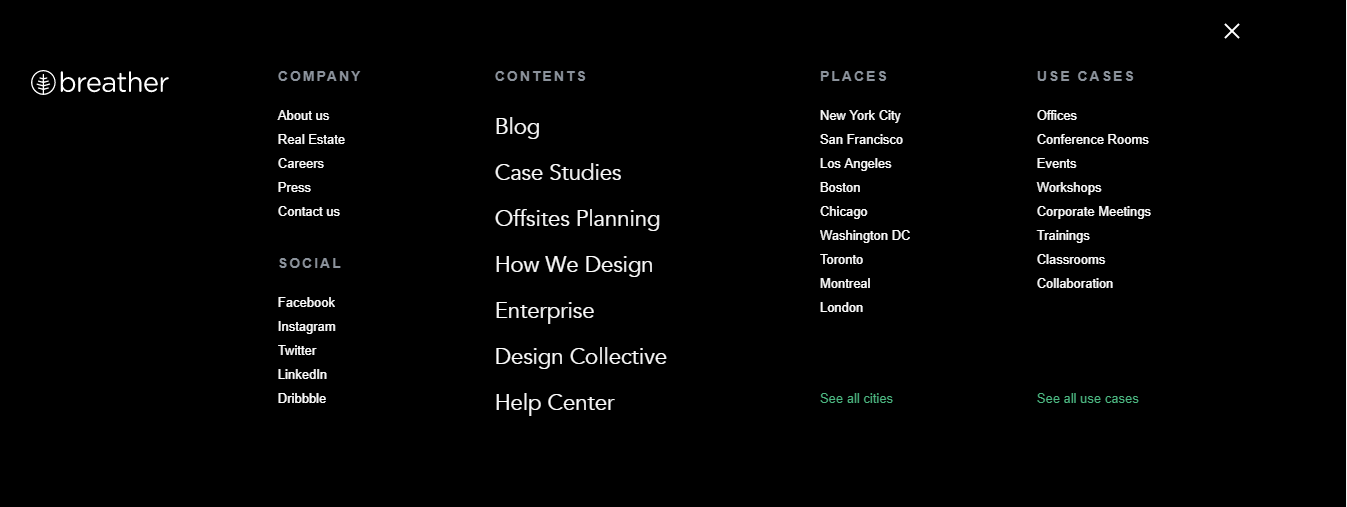 breather
COMPANY
About us
Real Estate
Careers
Press
Contact us
SOCIAL
Facebook
Instagram
Twitter
LinkedIn
Dribbble
CONTENTS
Blog
Case Studies
Offsites Planning
How We Design
Enterprise
Design Collective
Help Center
PLACES
New York City
San Francisco
Los Angeles
Boston
Chicago
Washington DC
Toronto
Montreal
London
See all cities
USE CASES
Offices
Conference Rooms
Events
Workshops
Corporate Meetings
Trainings
Classrooms
Collaboration
See all use cases